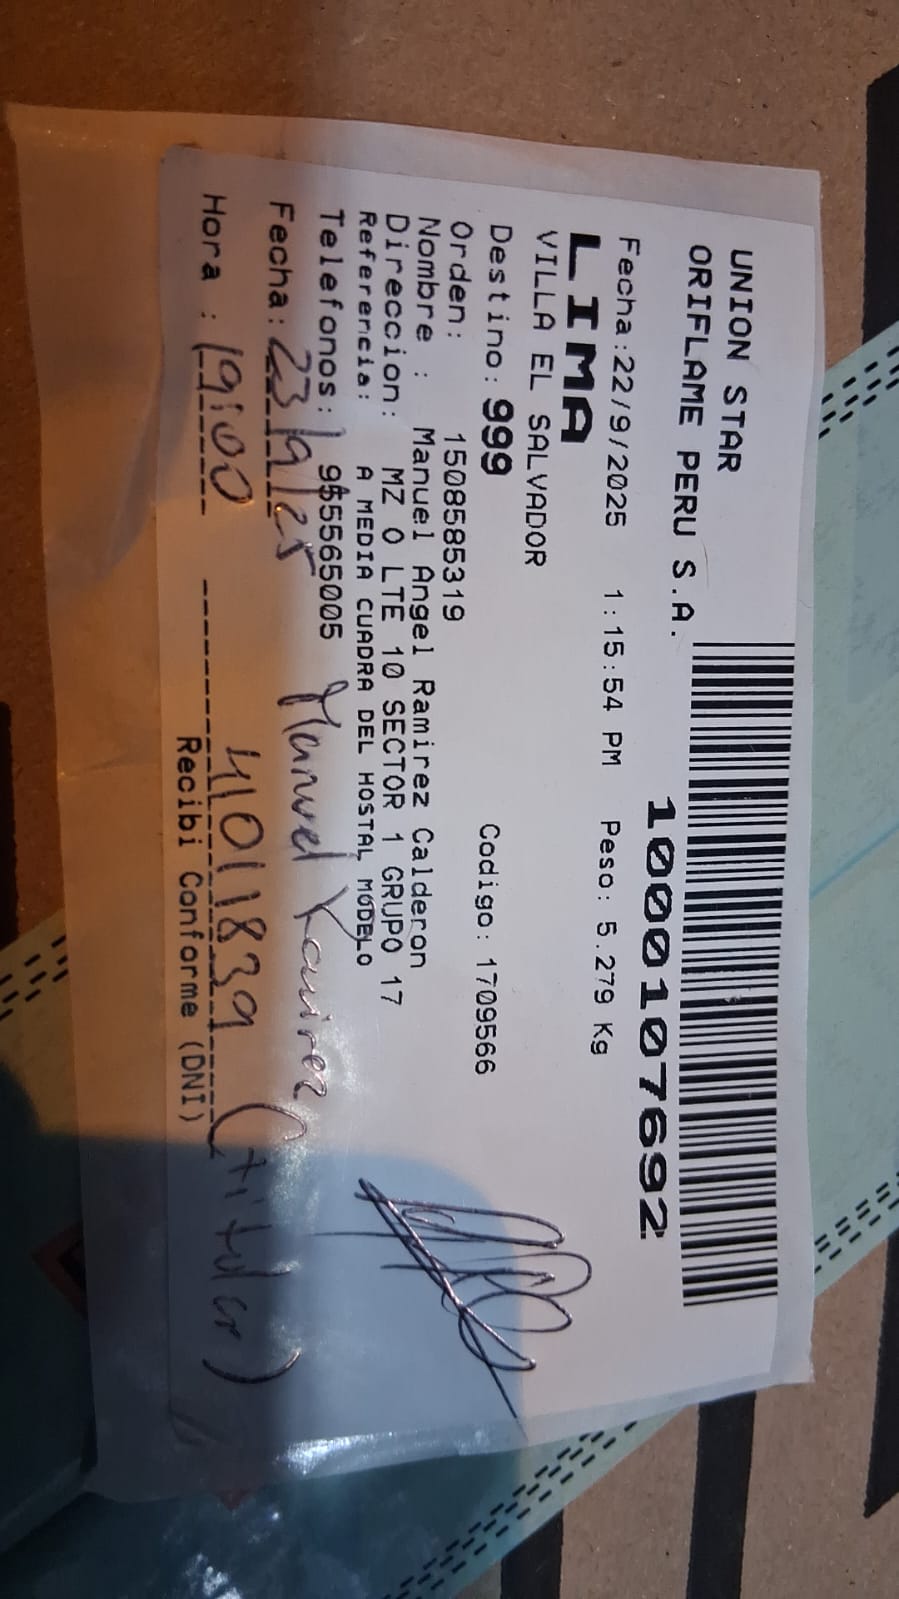 UNION STAR
ORIFLAME PERU S.A.
1000107692
Fecha:22/9/2025 1:15:54 PM Peso: 5.279 Kg
LIMA
VILLA EL SALVADOR
Destino: 999 Codigo: 1709566
Orden: 1508585319
Nombre : Manuel Angel Ramirez Calderon
Direccion: MZ O LTE 10 SECTOR 1 GRUPO 17
Referencia: A MEDIA CUADRA DEL HOSTAL MODELO
Telefonos: 9$5565005
Manuel Ramirez
Fecha: 23/9/25
41011839 (titular)
Hora : 19:00
Recibi Conforme (DNI)